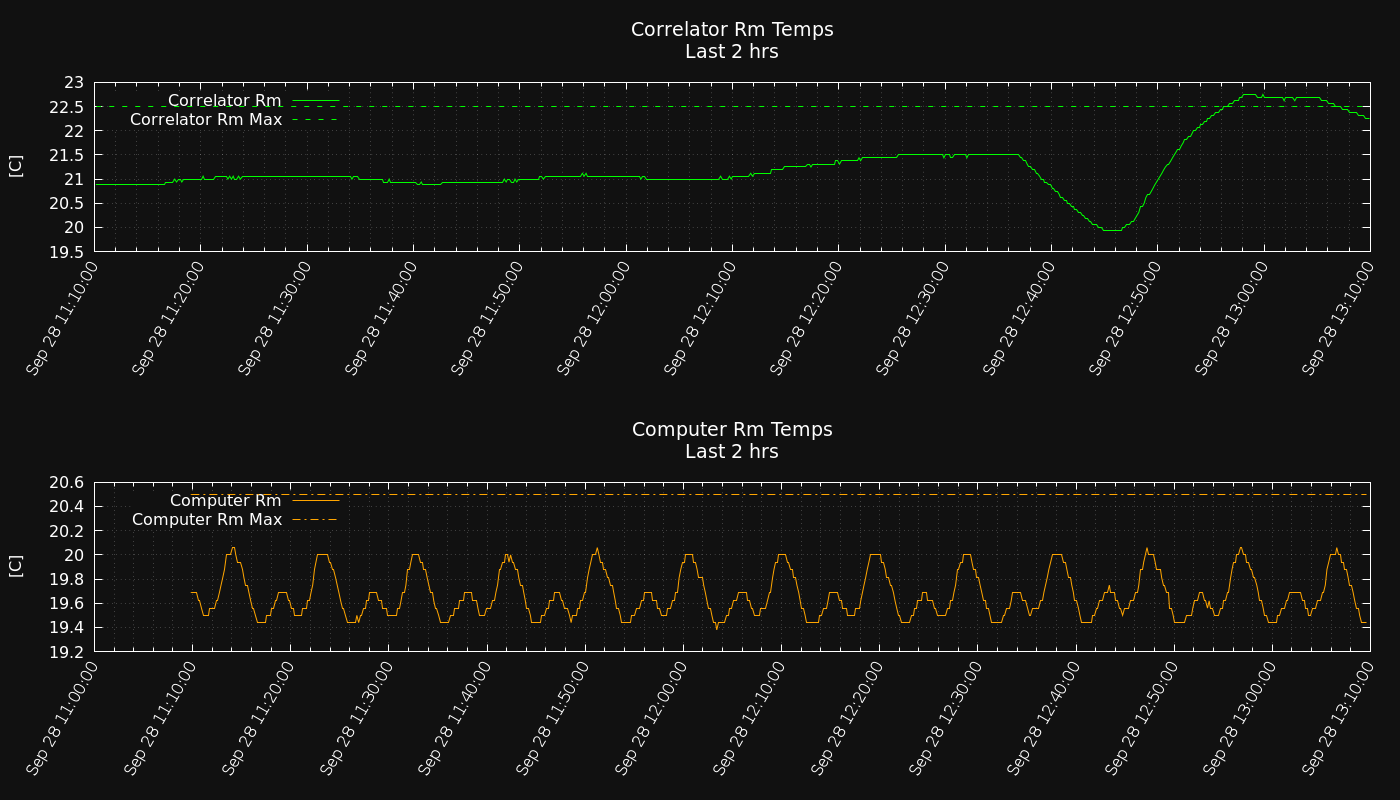 Correlator Rm Temps
Last 2 hrs
23
22.5
22
21.5
21
20.5
20
19.5
[C]
Correlator Rm
Correlator Rm Max
Sep 28 11:10:00
Sep 28 11:20:00
Sep 28 11:30:00
Sep 28 11:40:00
Sep 28 11:50:00
Sep 28 12:00:00
Sep 28 12:10:00
Sep 28 12:20:00
Sep 28 12:30:00
Sep 28 12:40:00
Sep 28 12:50:00
Sep 28 13:00:00
Sep 28 13:10:00
Computer Rm Temps
Last 2 hrs
20.6
20.4
20.2
20
19.8
19.6
19.4
19.2
[C]
Computer Rm
Computer Rm Max
Sep 28 11:00:00
Sep 28 11:10:00
Sep 28 11:20:00
Sep 28 11:30:00
Sep 28 11:40:00
Sep 28 11:50:00
Sep 28 12:00:00
Sep 28 12:10:00
Sep 28 12:20:00
Sep 28 12:30:00
Sep 28 12:40:00
Sep 28 12:50:00
Sep 28 13:00:00
Sep 28 13:10:00